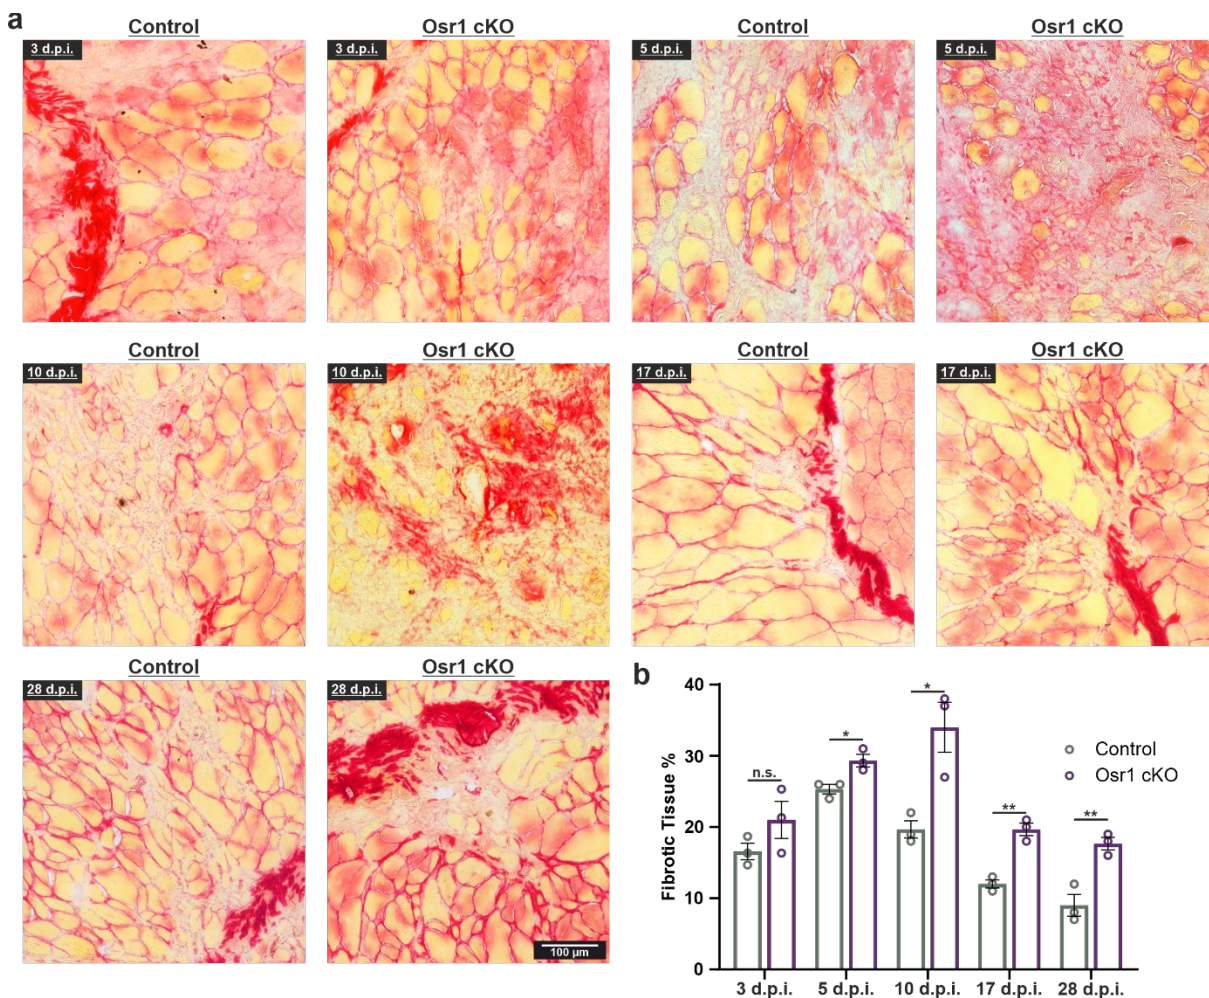 a
Control
Osr1 cKO
Control
Osr1 cKO
3 d.p.i.
3 d.p.i.
5 d.p.i.
5 d.p.i.
Control
Osr1 cKO
Control
Osr1 cKO
10 d.p.i.
10 d.p.i.
17 d.p.i.
17 d.p.i.
Control
Osr1 cKO
28 d.p.i.
28 d.p.i.
100 µm
b
Fibrotic Tissue %
40
30
20
10
0
n.s.
*
*
**
**
Control
Osr1 cKO
3 d.p.i.
5 d.p.i.
10 d.p.i.
17 d.p.i.
28 d.p.i.